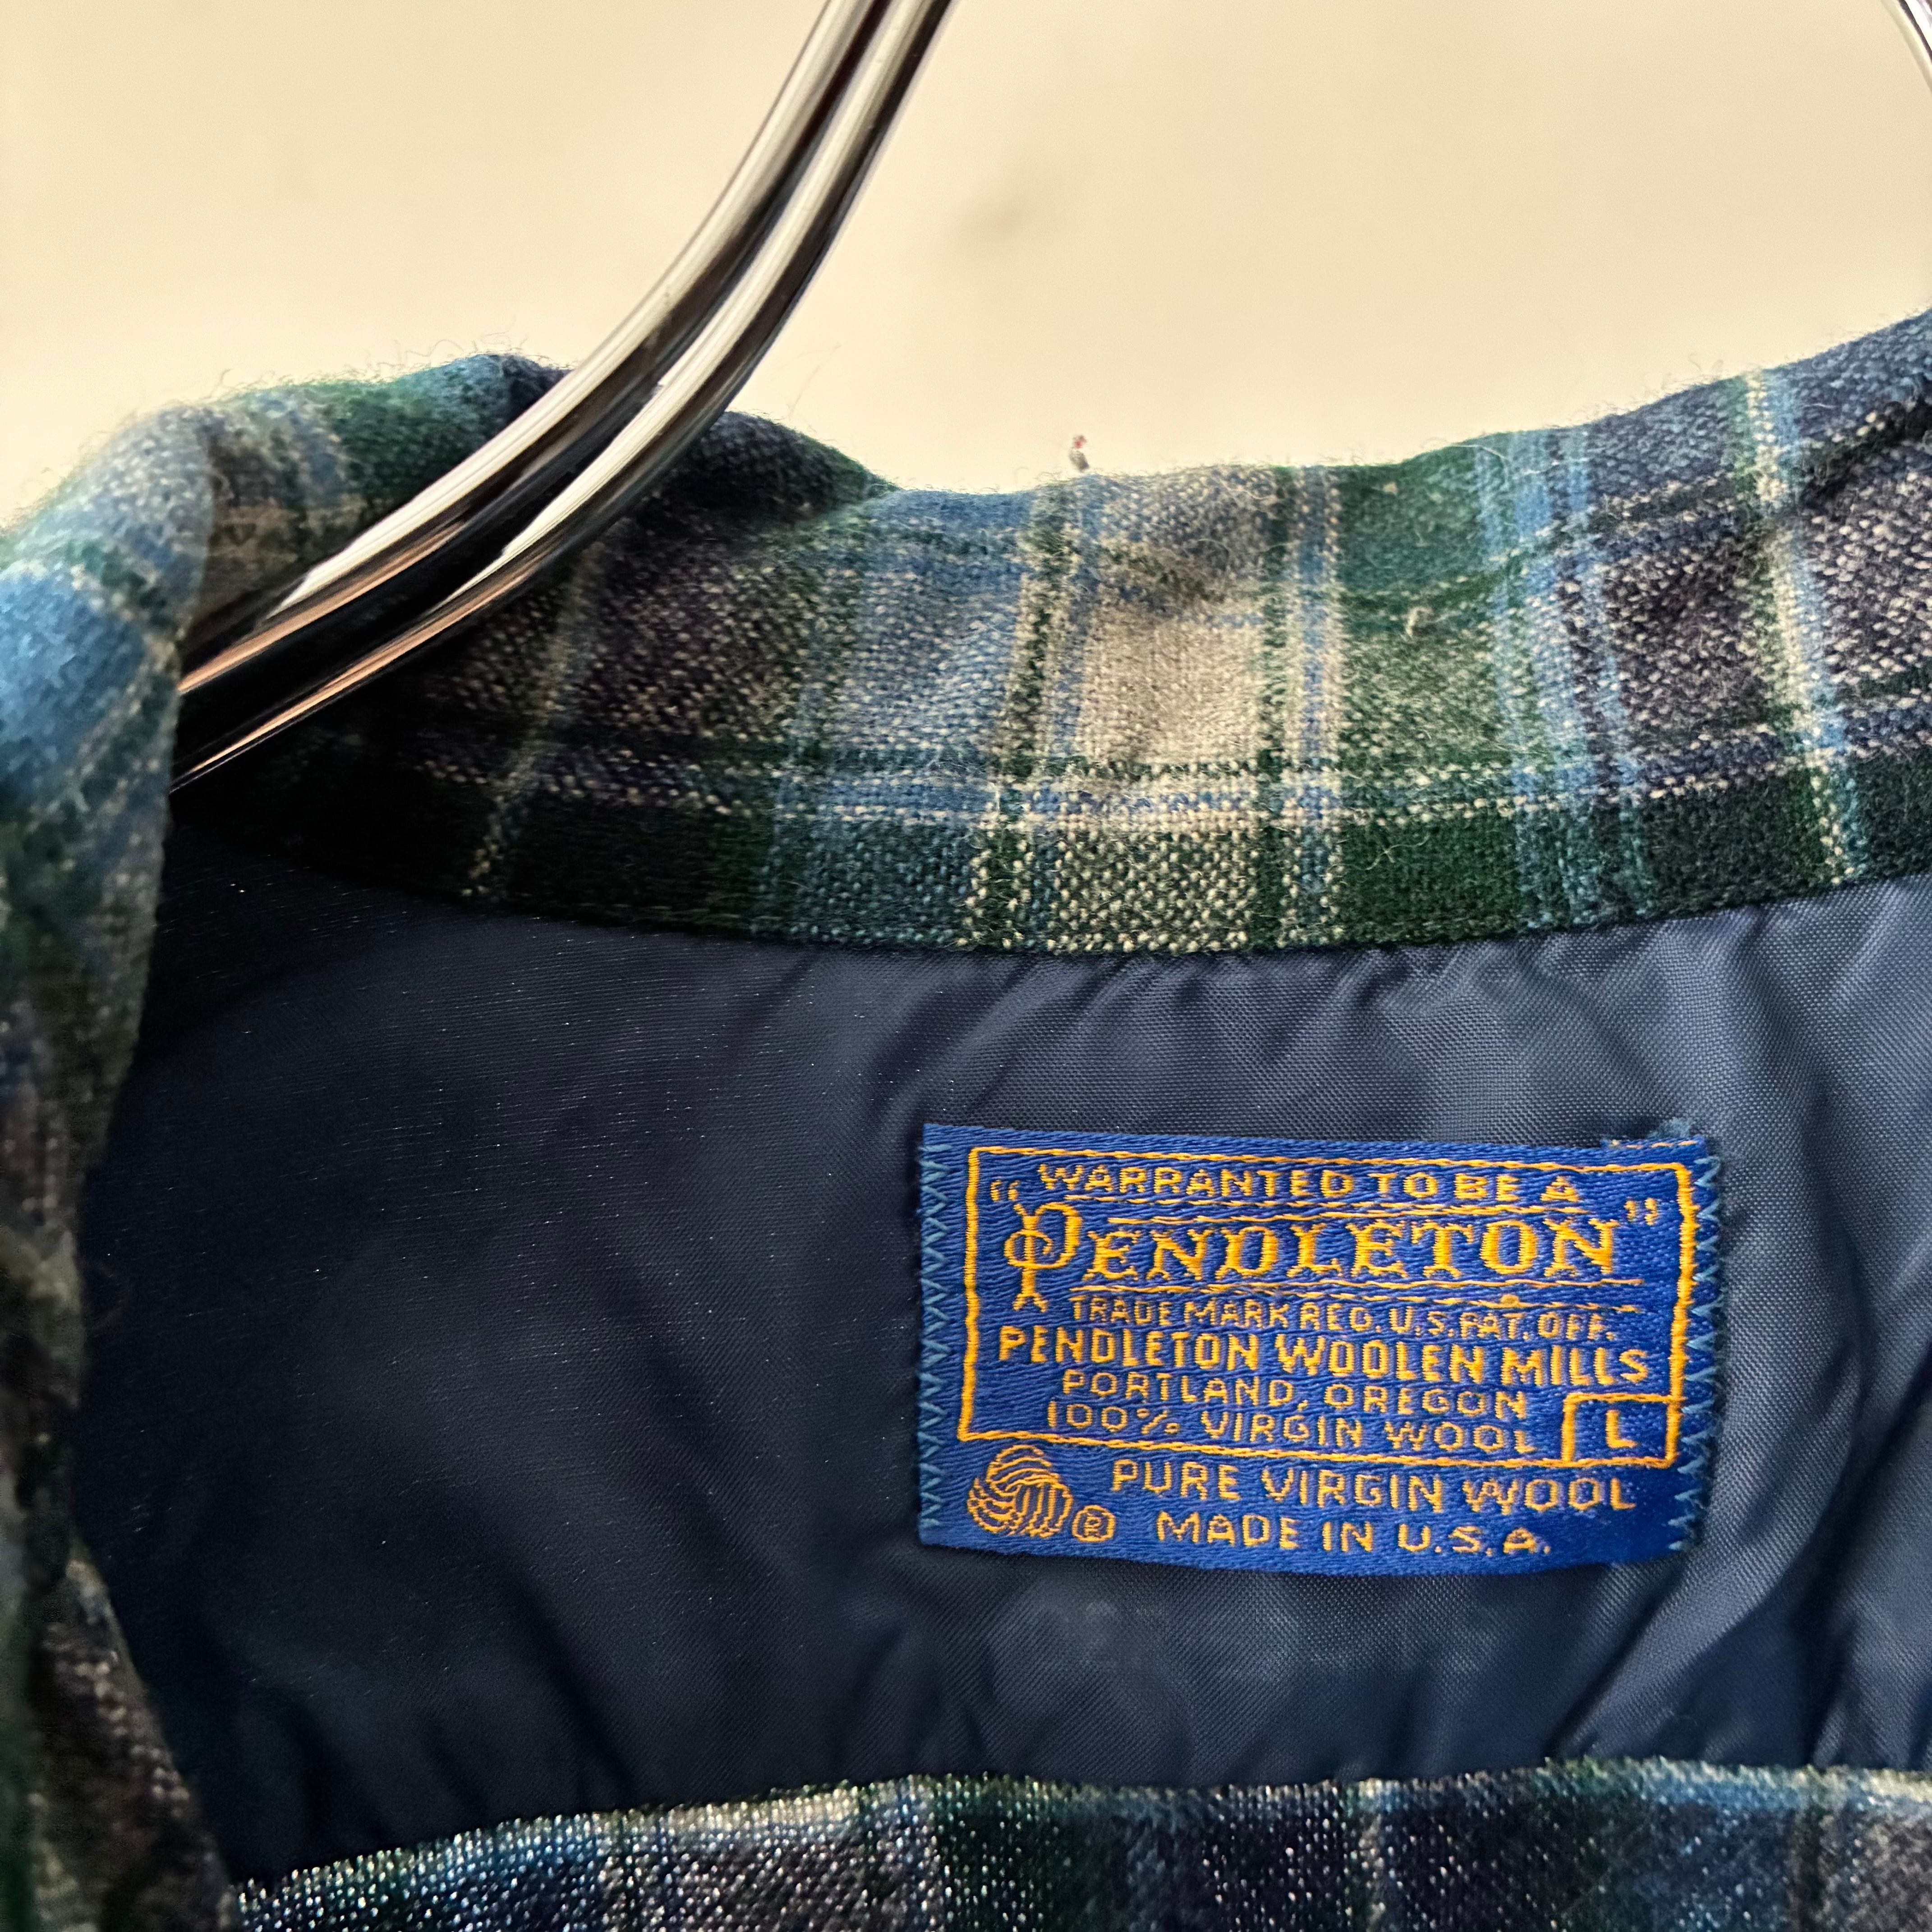 WARRANTED TO BE A
"PENDLETON"
TRADE MARK REG. U.S. PAT. OFF.
PENDLETON WOOLEN MILLS
PORTLAND, OREGON
100% VIRGIN WOOL L
PURE VIRGIN WOOL
® MADE IN U.S.A.